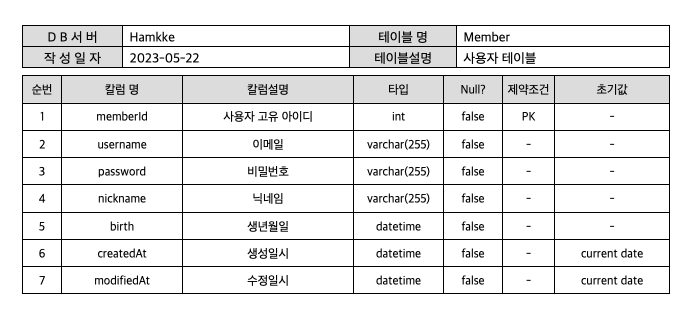 DB서버 Hamkke 테이블 명 Member
작성일자 2023-05-22 테이블설명 사용자 테이블
순번 칼럼 명 칼럼설명 타입 Null? 제약조건 초기값
1 memberId 사용자 고유 아이디 int false PK -
2 username 이메일 varchar(255) false - -
3 password 비밀번호 varchar(255) false - -
4 nickname 닉네임 varchar(255) false - -
5 birth 생년월일 datetime false - -
6 createdAt 생성일시 datetime false - current date
7 modifiedAt 수정일시 datetime false - current date